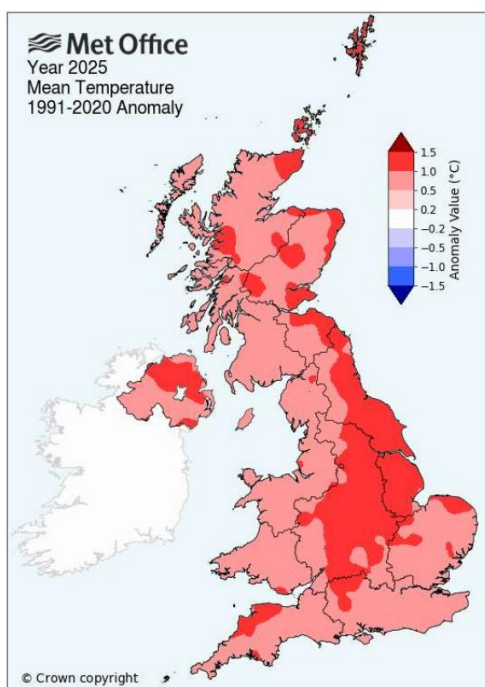 Met Office
Year 2025
Mean Temperature
1991-2020 Anomaly
1.5
1.0
0.5
0.2
−0.2
−0.5
−1.0
−1.5
Anomaly Value (°C)
© Crown copyright